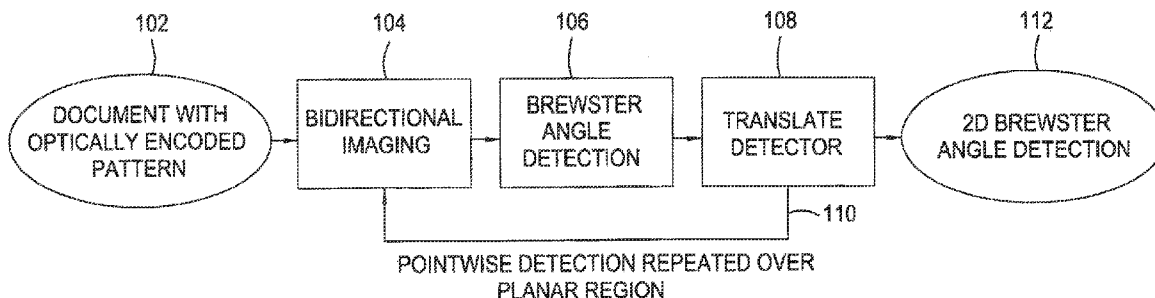 102
104
106
108
112
DOCUMENT WITH
OPTICALLY ENCODED
PATTERN
BIDIRECTIONAL
IMAGING
BREWSTER
ANGLE
DETECTION
TRANSLATE
DETECTOR
2D BREWSTER
ANGLE DETECTION
110
POINTWISE DETECTION REPEATED OVER
PLANAR REGION